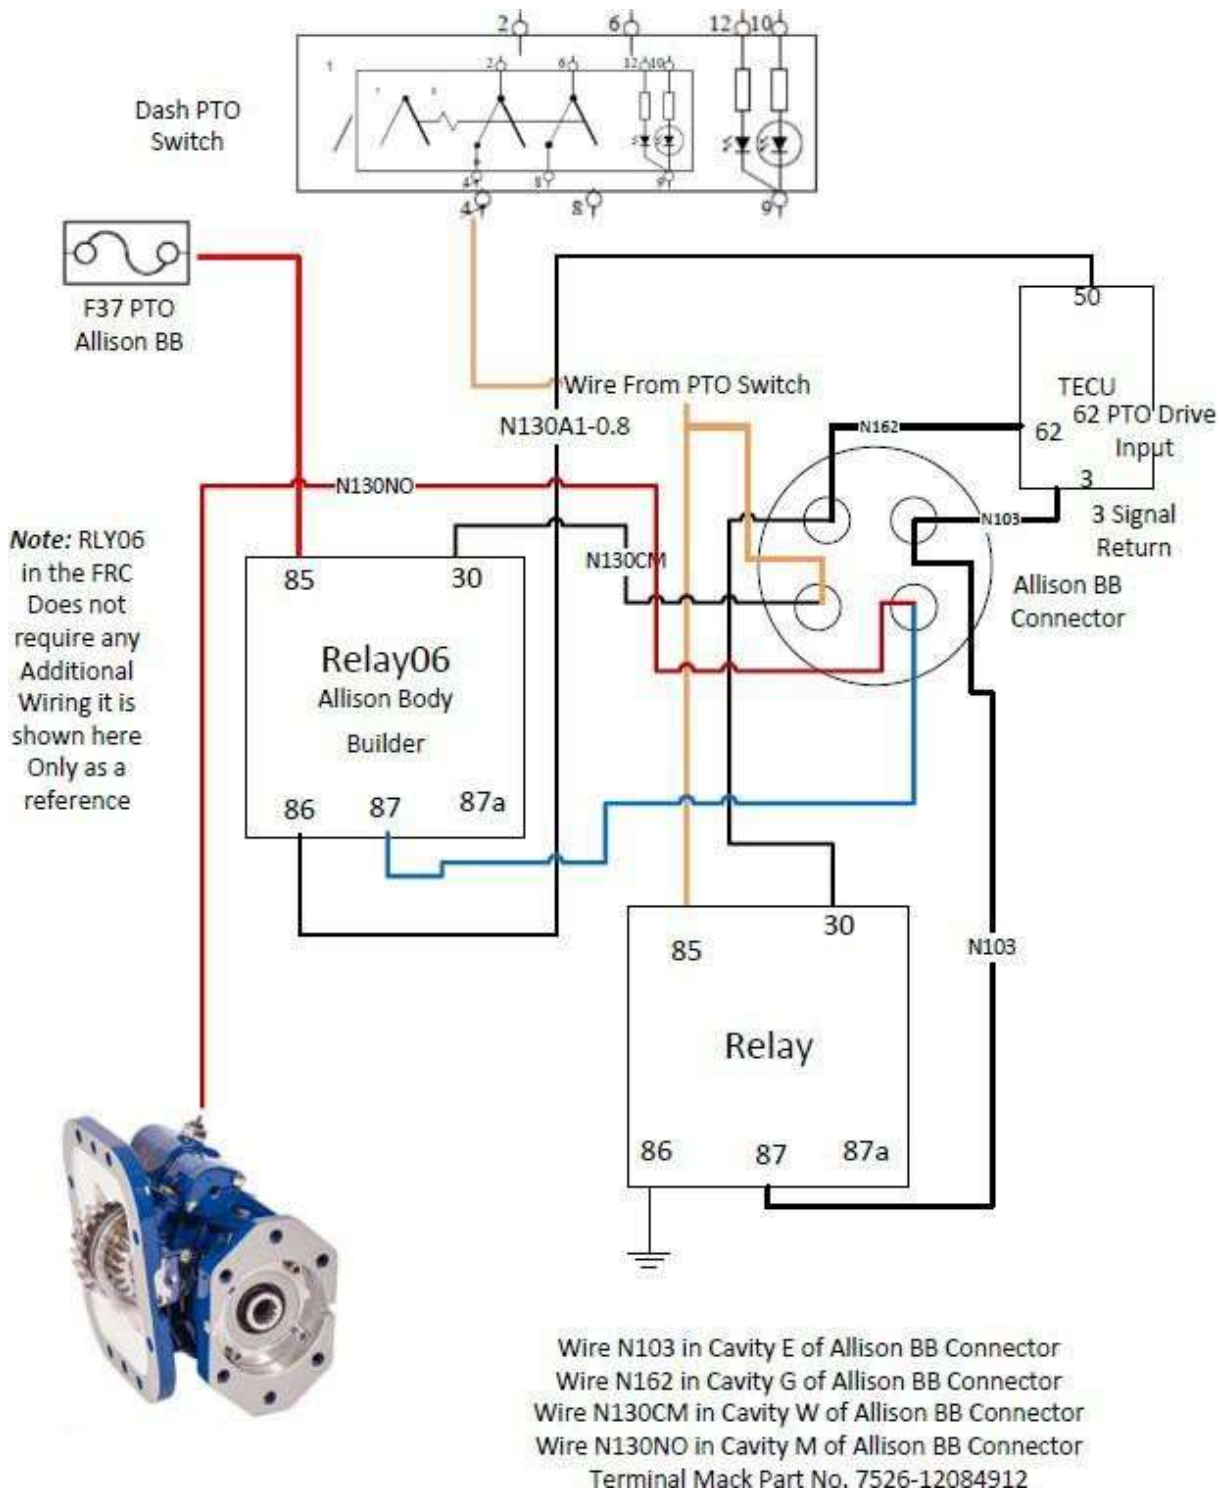 2
6
12
10
1
2
6
12
10
Dash PTO
Switch
4
8
9
4
8
9
F37 PTO
Allison BB
50
TECU
Wire From PTO Switch
N130A1-0.8
N162
62
62 PTO Drive
Input
3
N130NO
N103
3 Signal
Return
Note: RLY06
in the FRC
Does not
require any
Additional
Wiring it is
shown here
Only as a
reference
N130CM
Allison BB
Connector
85
30
Relay06
Allison Body
Builder
86
87
87a
30
85
N103
Relay
86
87
87a
Wire N103 in Cavity E of Allison BB Connector
Wire N162 in Cavity G of Allison BB Connector
Wire N130CM in Cavity W of Allison BB Connector
Wire N130NO in Cavity M of Allison BB Connector
Terminal Mack Part No. 7526-12084912